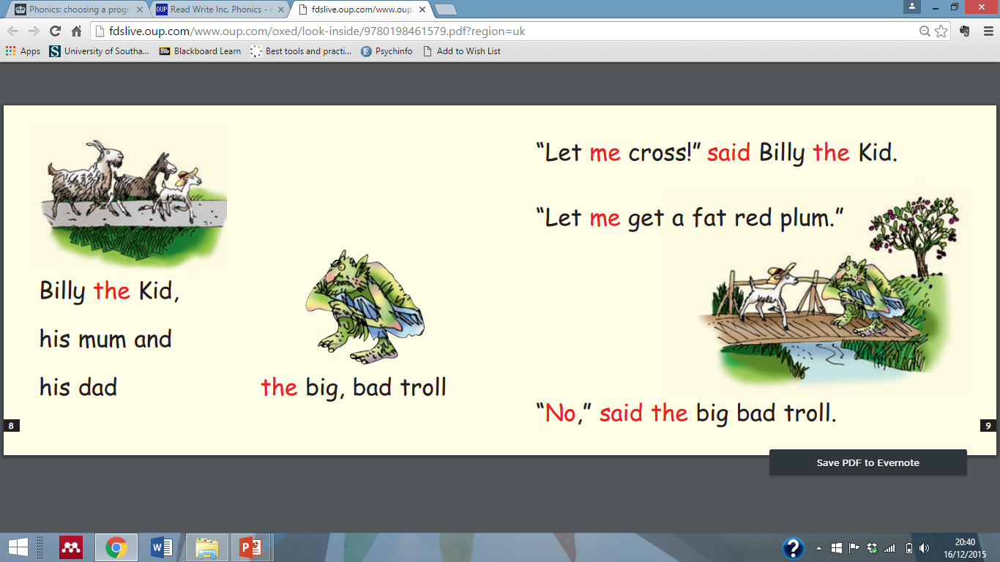 Phonics: choosing a progr
Read Write Inc. Phonics - e
fdslive.oup.com/www.oup.
fdslive.oup.com/www.oup.com/oxed/look-inside/9780198461579.pdf?region=uk
Apps
University of Southa...
Bb Blackboard Learn
Best tools and practi...
Psychinfo
Add to Wish List
Billy the Kid,
his mum and
his dad
the big, bad troll
8
“Let me cross!” said Billy the Kid.
“Let me get a fat red plum.”
“No,” said the big bad troll.
9
Save PDF to Evernote
20:40
16/12/2015